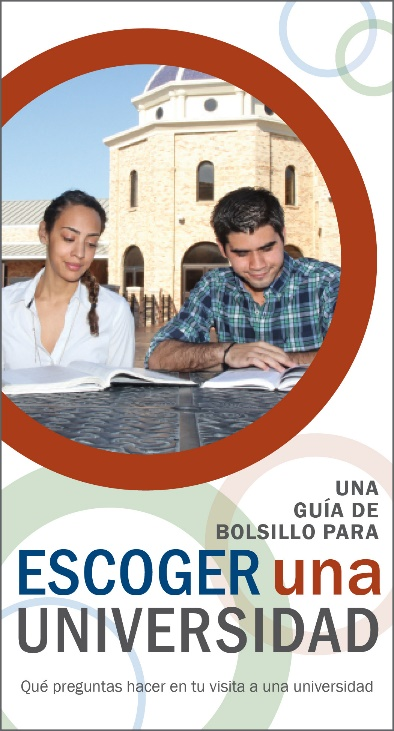 UNA
GUÍA DE
BOLSILLO PARA
ESCOGER una
UNIVERSIDAD
Qué preguntas hacer en tu visita a una universidad